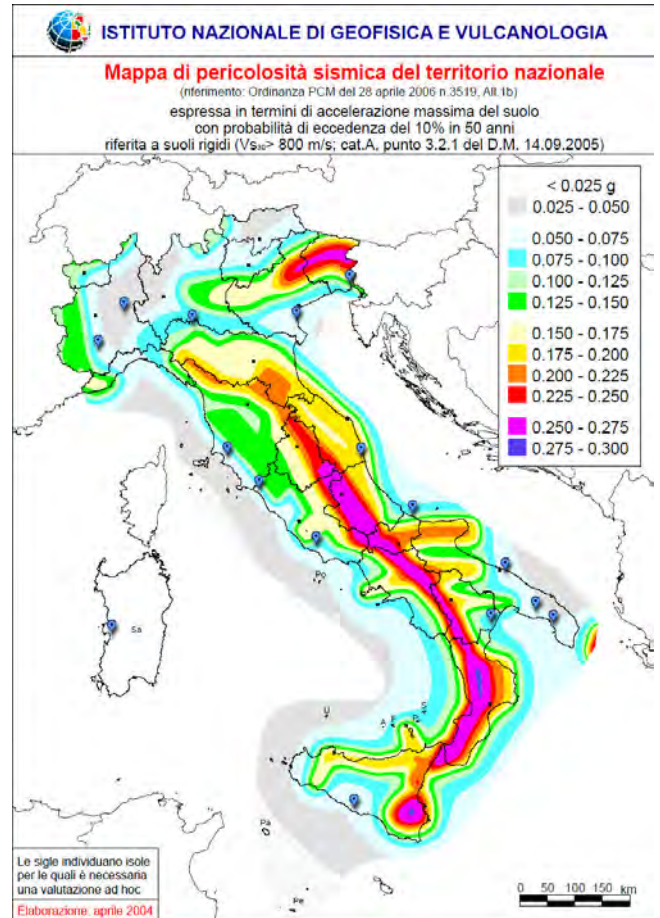 ISTITUTO NAZIONALE DI GEOFISICA E VULCANOLOGIA
Mappa di pericolosità sismica del territorio nazionale
(riferimento: Ordinanza PCM del 28 aprile 2006 n.3519, All.1b)
espressa in termini di accelerazione massima del suolo
con probabilità di eccedenza del 10% in 50 anni
riferita a suoli rigidi (Vs₃₀> 800 m/s; cat.A, punto 3.2.1 del D.M. 14.09.2005)
< 0.025 g
0.025 - 0.050
0.050 - 0.075
0.075 - 0.100
0.100 - 0.125
0.125 - 0.150
0.150 - 0.175
0.175 - 0.200
0.200 - 0.225
0.225 - 0.250
0.250 - 0.275
0.275 - 0.300
Po
Sa
U
A
Pa
Pe
Le sigle individuano isole
per le quali è necessaria
una valutazione ad hoc
Elaborazione: aprile 2004
0 50 100 150
km